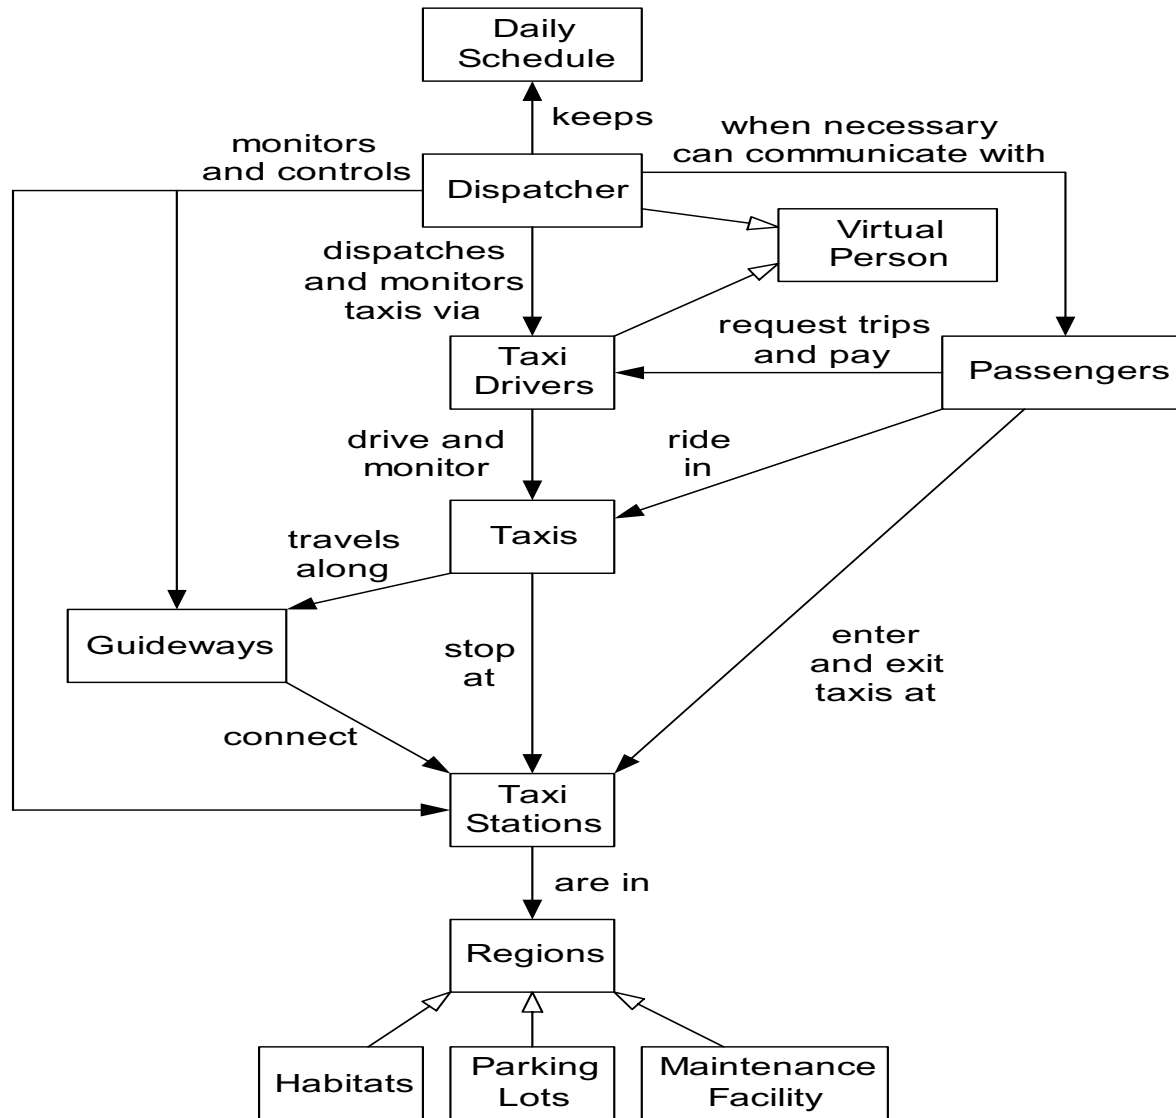 Daily
Schedule
keeps
monitors
and controls
when necessary
can communicate with
Dispatcher
Virtual
Person
dispatches
and monitors
taxis via
request trips
and pay
Taxi
Drivers
Passengers
drive and
monitor
ride
in
Taxis
travels
along
Guideways
stop
at
enter
and exit
taxis at
connect
Taxi
Stations
are in
Regions
Habitats
Parking
Lots
Maintenance
Facility